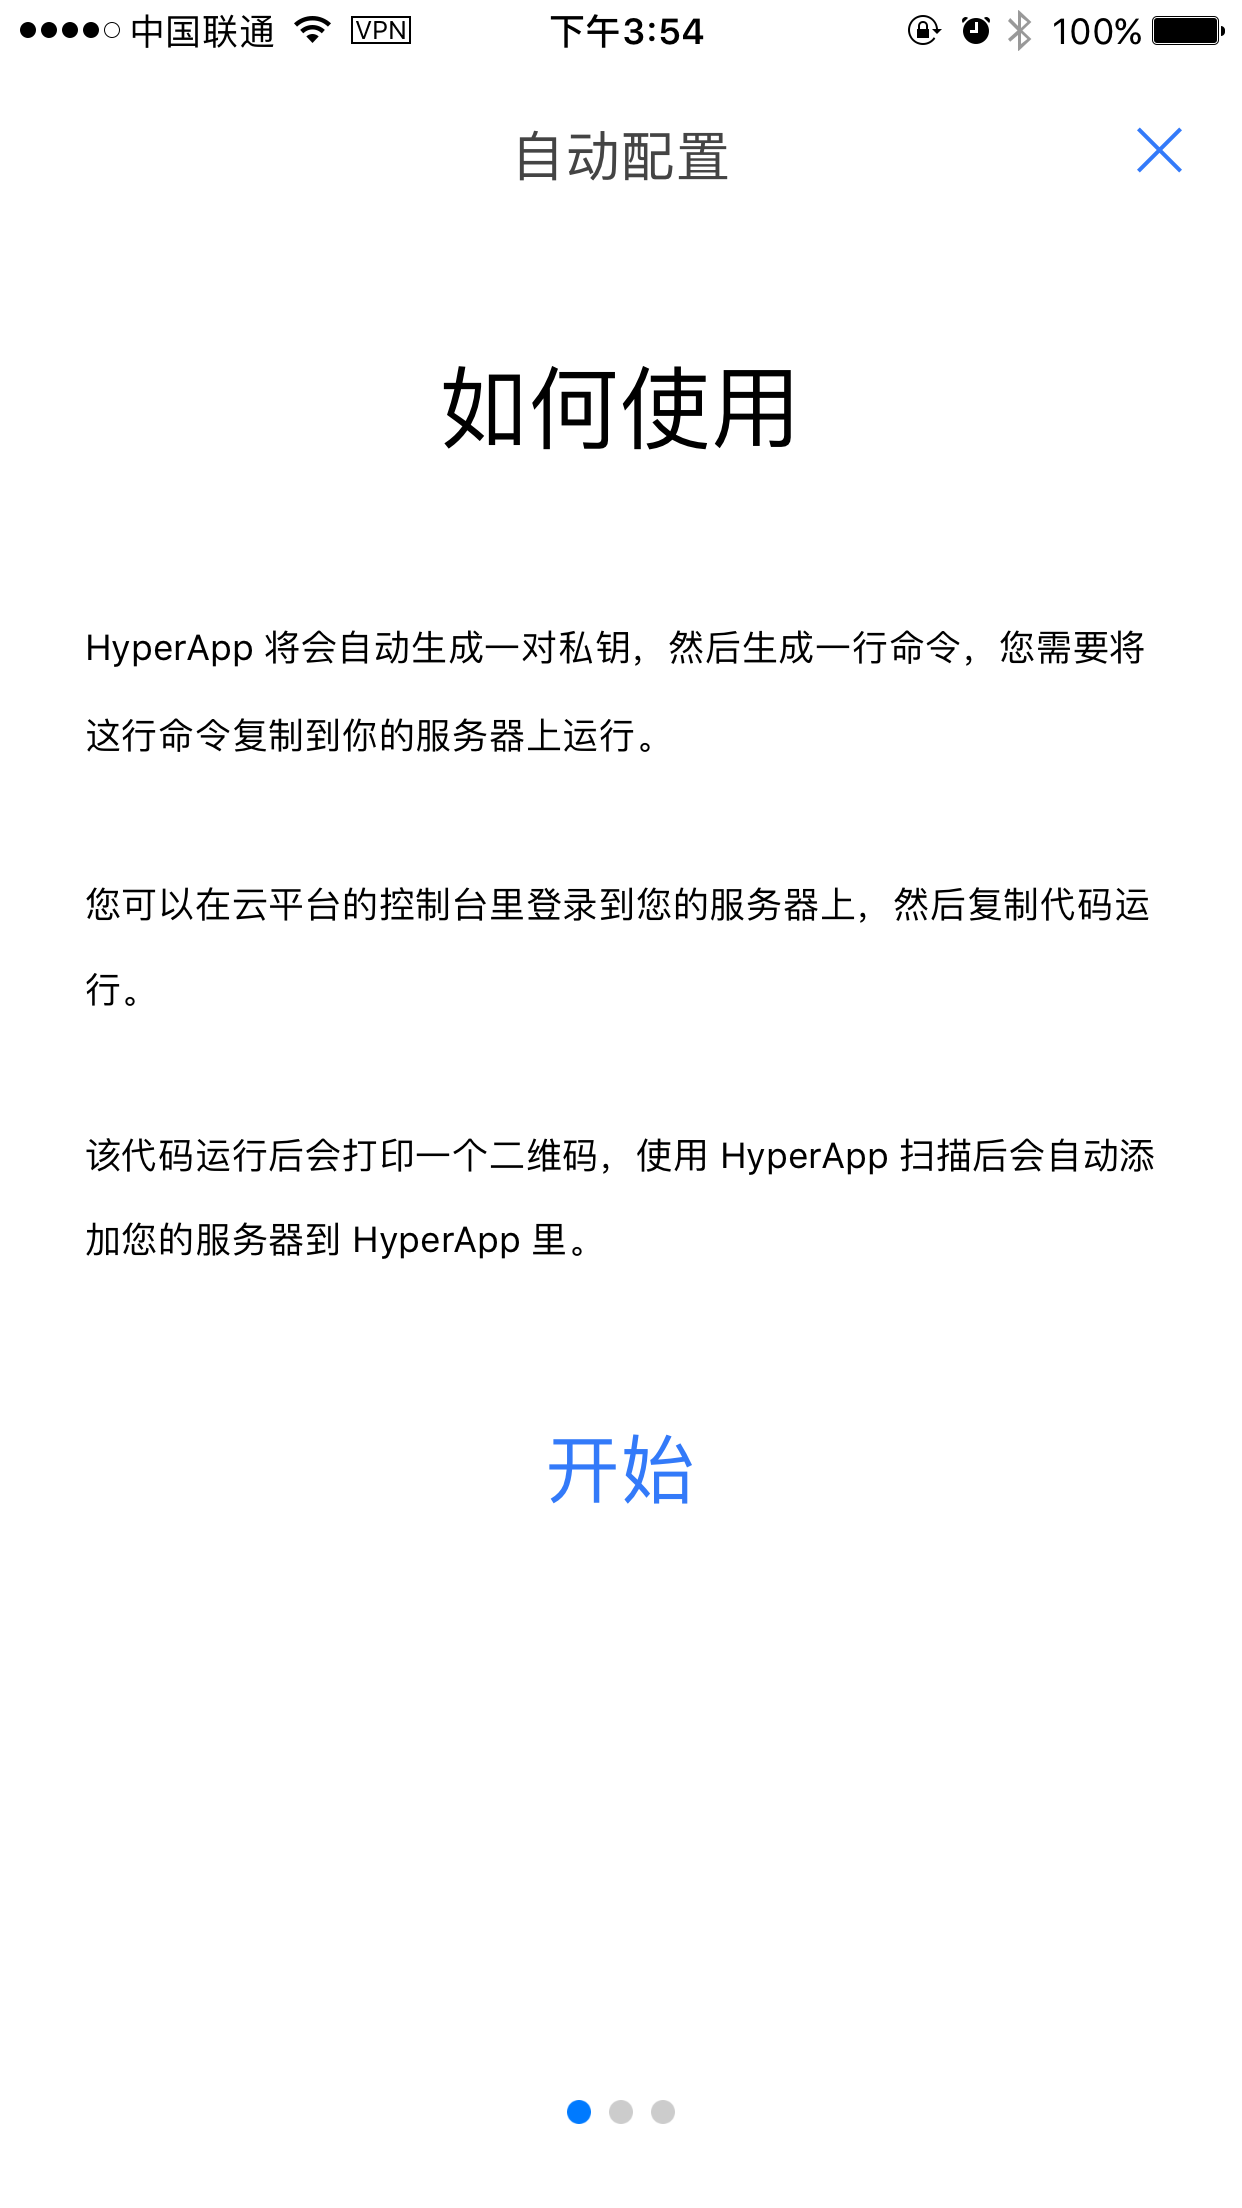 中国联通 VPN 下午3:54 100%
自动配置
如何使用
HyperApp 将会自动生成一对私钥，然后生成一行命令，您需要将
这行命令复制到你的服务器上运行。
您可以在云平台的控制台里登录到您的服务器上，然后复制代码运
行。
该代码运行后会打印一个二维码，使用 HyperApp 扫描后会自动添
加您的服务器到 HyperApp 里。
开始